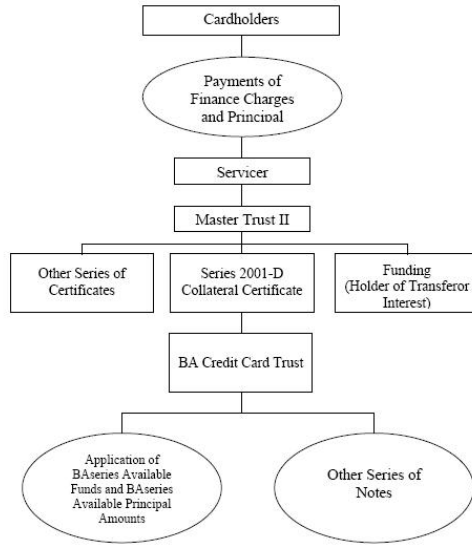 Cardholders
Payments of
Finance Charges
and Principal
Servicer
Master Trust II
Other Series of
Certificates
Series 2001-D
Collateral Certificate
Funding
(Holder of Transferor
Interest)
BA Credit Card Trust
Application of
BAseries Available
Funds and BAseries
Available Principal
Amounts
Other Series of
Notes